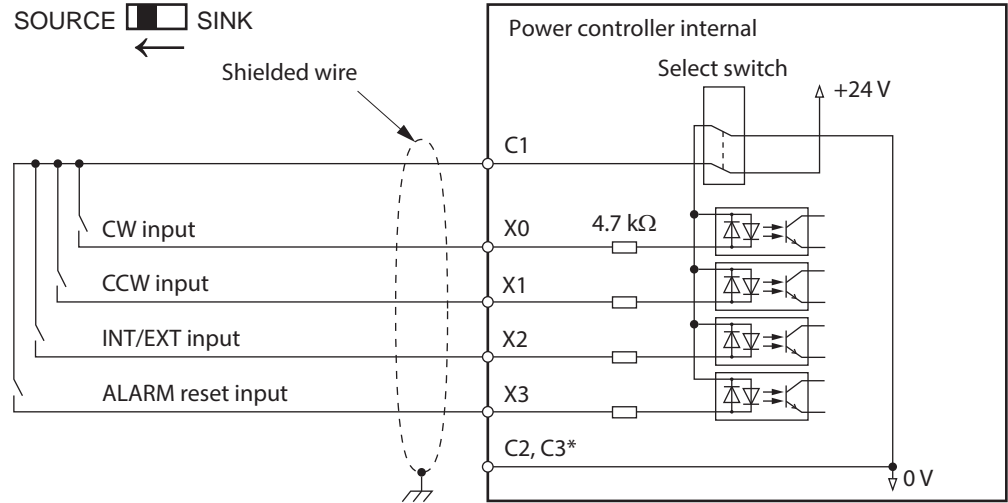 SOURCE SINK
Power controller internal
Select switch
Shielded wire
+24 V
C1
CW input
X0
4.7 kΩ
CCW input
X1
INT/EXT input
X2
ALARM reset input
X3
C2, C3*
0 V